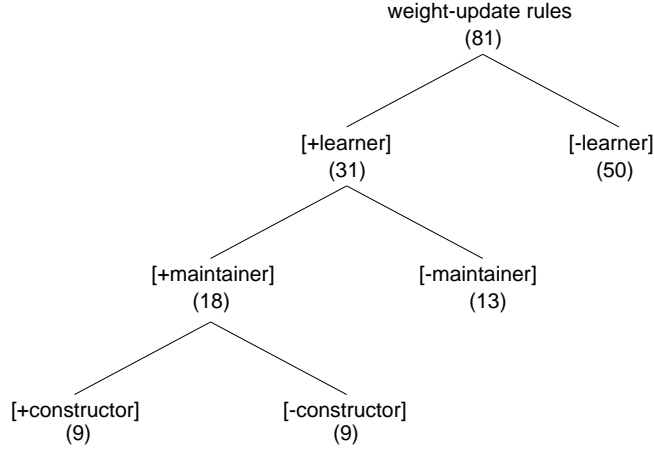 weight-update rules
(81)
[+learner]
(31)
[-learner]
(50)
[+maintainer]
(18)
[-maintainer]
(13)
[+constructor]
(9)
[-constructor]
(9)